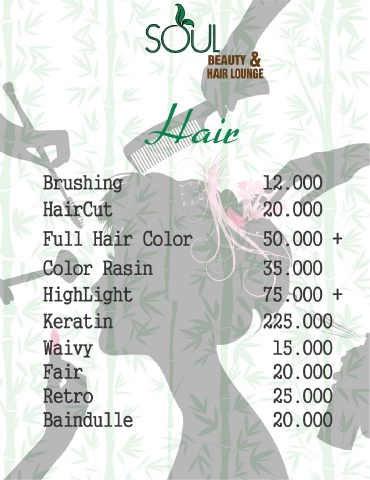 SOUL
BEAUTY &
HAIR LOUNGE
Hair
Brushing 12.000
HairCut 20.000
Full Hair Color 50.000 +
Color Rasin 35.000
HighLight 75.000 +
Keratin 225.000
Waivy 15.000
Fair 20.000
Retro 25.000
Baindulle 20.000